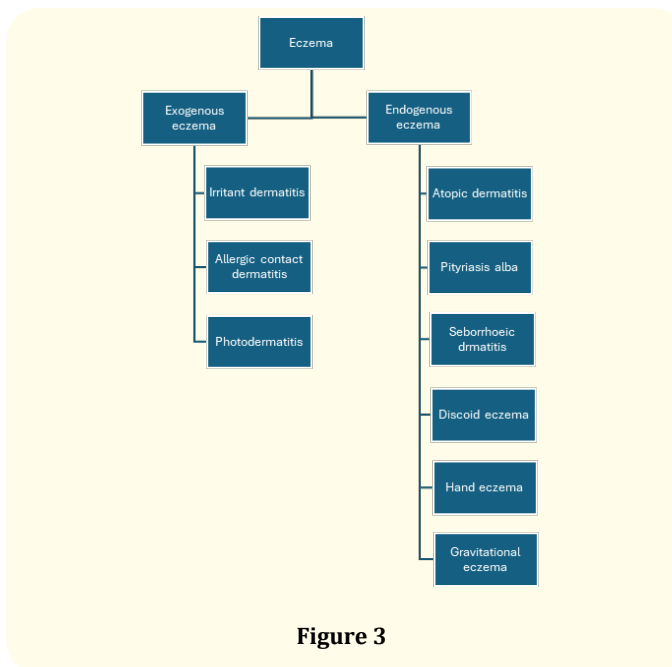 Eczema
Exogenous
eczema
Endogenous
eczema
Irritant dermatitis
Allergic contact
dermatitis
Photodermatitis
Atopic dermatitis
Pityriasis alba
Seborrhoeic
drmatitis
Discoid eczema
Hand eczema
Gravitational
eczema
Figure 3